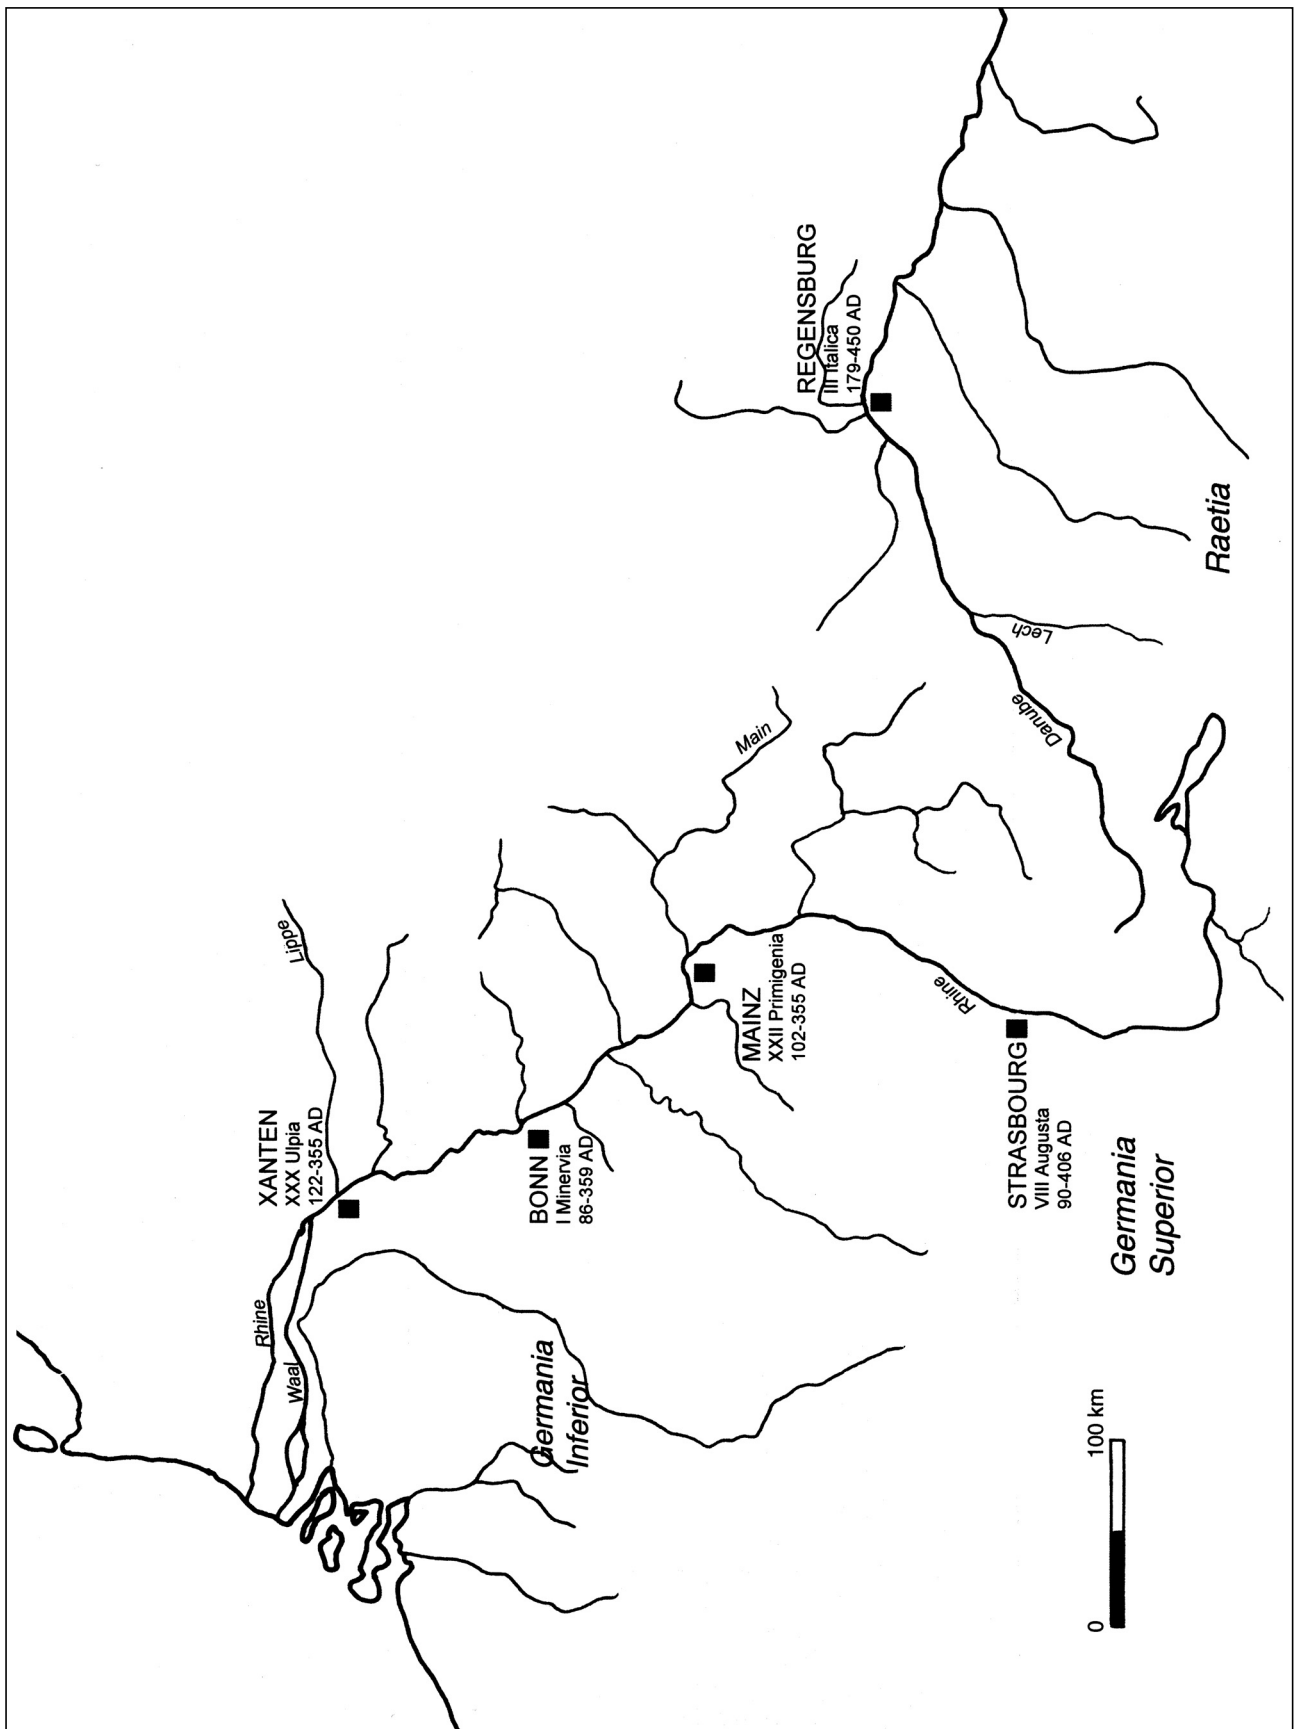 Rhine
Waal
XANTEN
XXX Ulpia
122-355 AD
Lippe
Germania
Inferior
BONN
I Minervia
86-359 AD
MAINZ
XXII Primigenia
102-355 AD
Main
REGENSBURG
III Italica
179-450 AD
Rhine
STRASBOURG
VIII Augusta
90-406 AD
Danube
Lech
Germania
Superior
Raetia
0
100 km